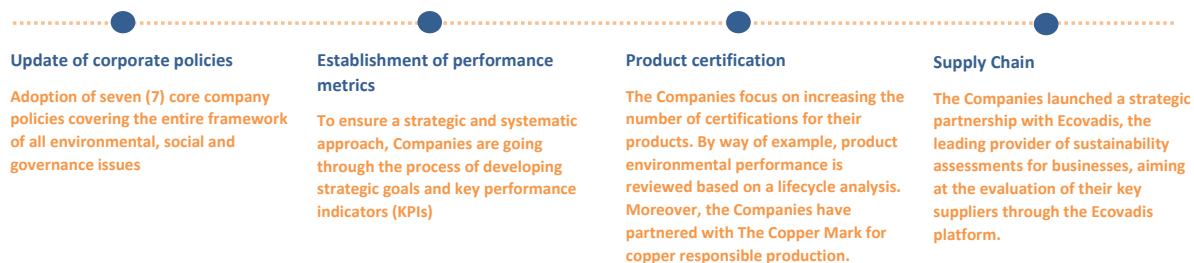 Update of corporate policies
Adoption of seven (7) core company
policies covering the entire framework
of all environmental, social and
governance issues
Establishment of performance
metrics
To ensure a strategic and systematic
approach, Companies are going
through the process of developing
strategic goals and key performance
indicators (KPIs)
Product certification
The Companies focus on increasing the
number of certifications for their
products. By way of example, product
environmental performance is
reviewed based on a lifecycle analysis.
Moreover, the Companies have
partnered with The Copper Mark for
copper responsible production.
Supply Chain
The Companies launched a strategic
partnership with Ecovadis, the
leading provider of sustainability
assessments for businesses, aiming
at the evaluation of their key
suppliers through the Ecovadis
platform.